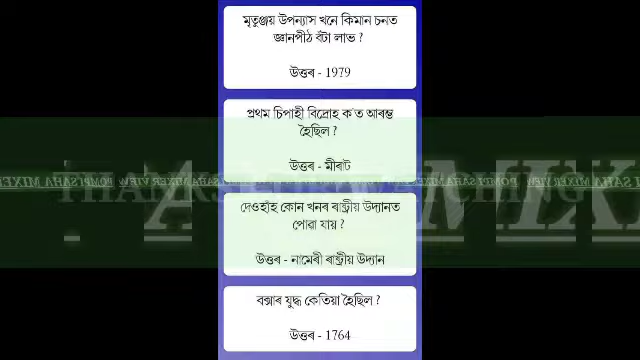 মৃত্যুঞ্জয় উপন্যাস খনে কিমান চনত
জ্ঞানপীঠ বঁটা লাভ ?
উত্তৰ - 1979
প্ৰথম চিপাহী বিদ্ৰোহ ক'ত আৰম্ভ
হৈছিল ?
উত্তৰ - মীৰাট
দেওহাঁহ কোন খনৰ ৰাষ্ট্ৰীয় উদ্যানত
পোৱা যায় ?
উত্তৰ - নামেৰী ৰাষ্ট্ৰীয় উদ্যান
বক্সাৰ যুদ্ধ কেতিয়া হৈছিল ?
উত্তৰ - 1764